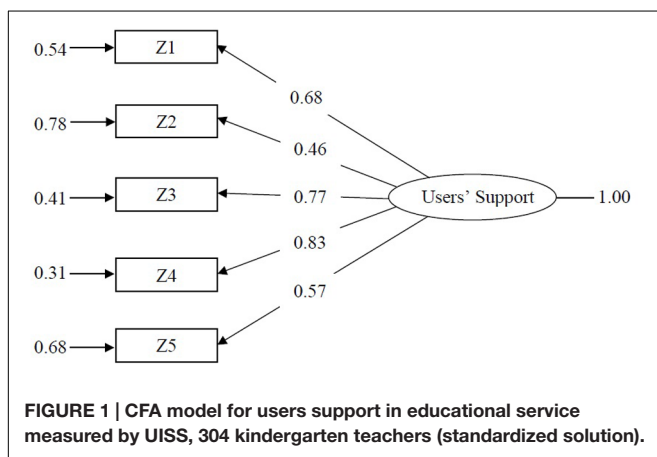 0.54 Z1
0.68
0.78 Z2
0.46
0.41 Z3 0.77 Users' Support 1.00
0.83
0.31 Z4
0.57
0.68 Z5
FIGURE 1 | CFA model for users support in educational service
measured by UISS, 304 kindergarten teachers (standardized solution).